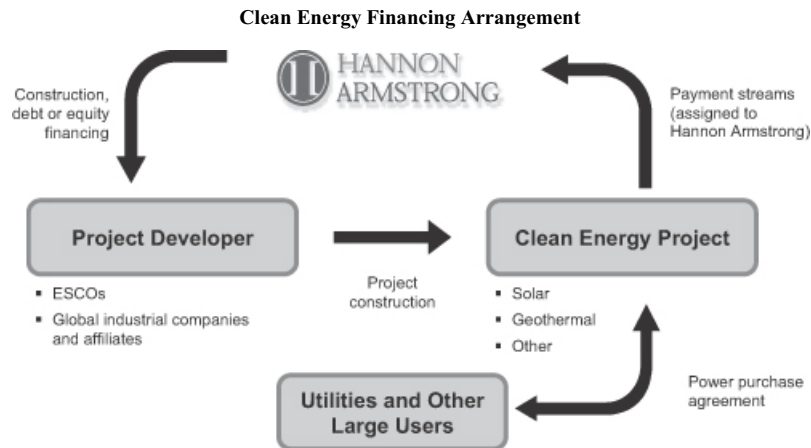 Clean Energy Financing Arrangement
HANNON
ARMSTRONG
Construction,
debt or equity
financing
Payment streams
(assigned to
Hannon Armstrong)
Project Developer
Clean Energy Project
▪ ESCOs
▪ Global industrial companies
and affiliates
Project
construction
▪ Solar
▪ Geothermal
▪ Other
Utilities and Other
Large Users
Power purchase
agreement